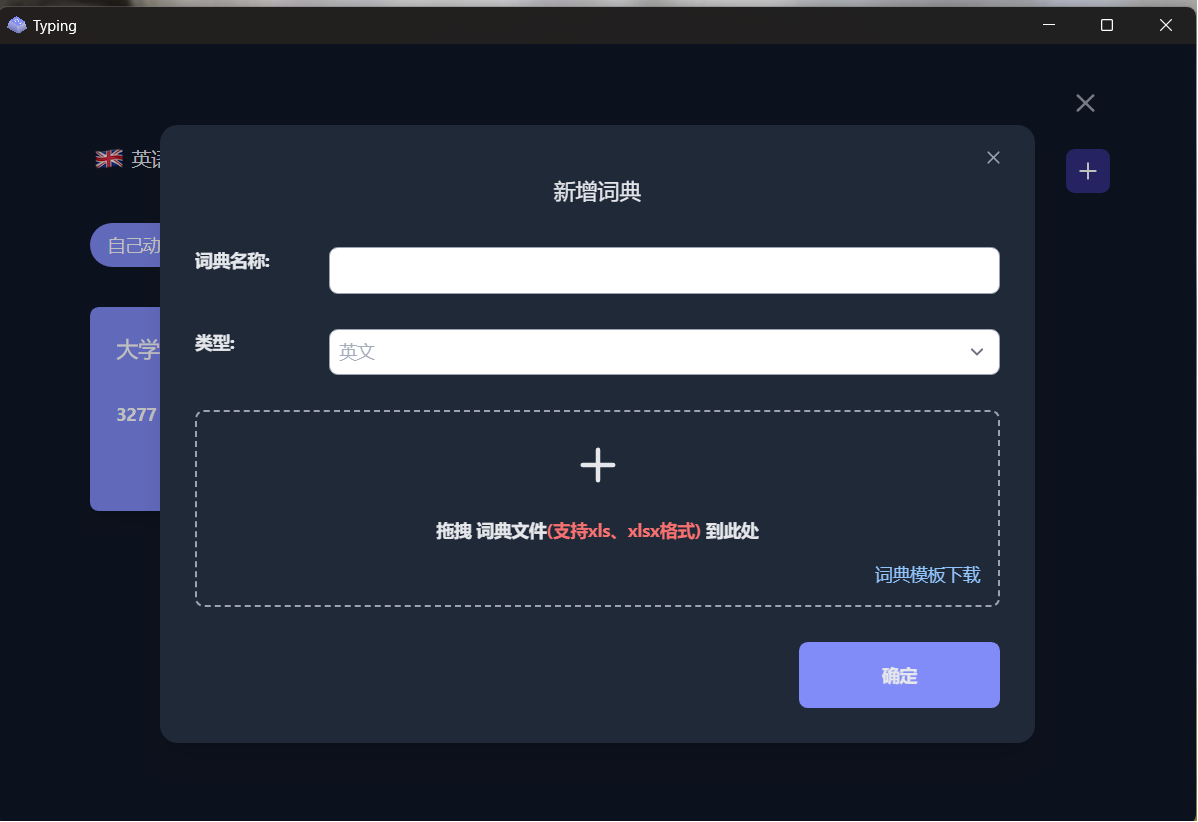 Typing
英语
新增词典
自己动
词典名称:
类型:
英文
大学
3277
拖拽 词典文件(支持xls、xlsx格式) 到此处
词典模板下载
确定